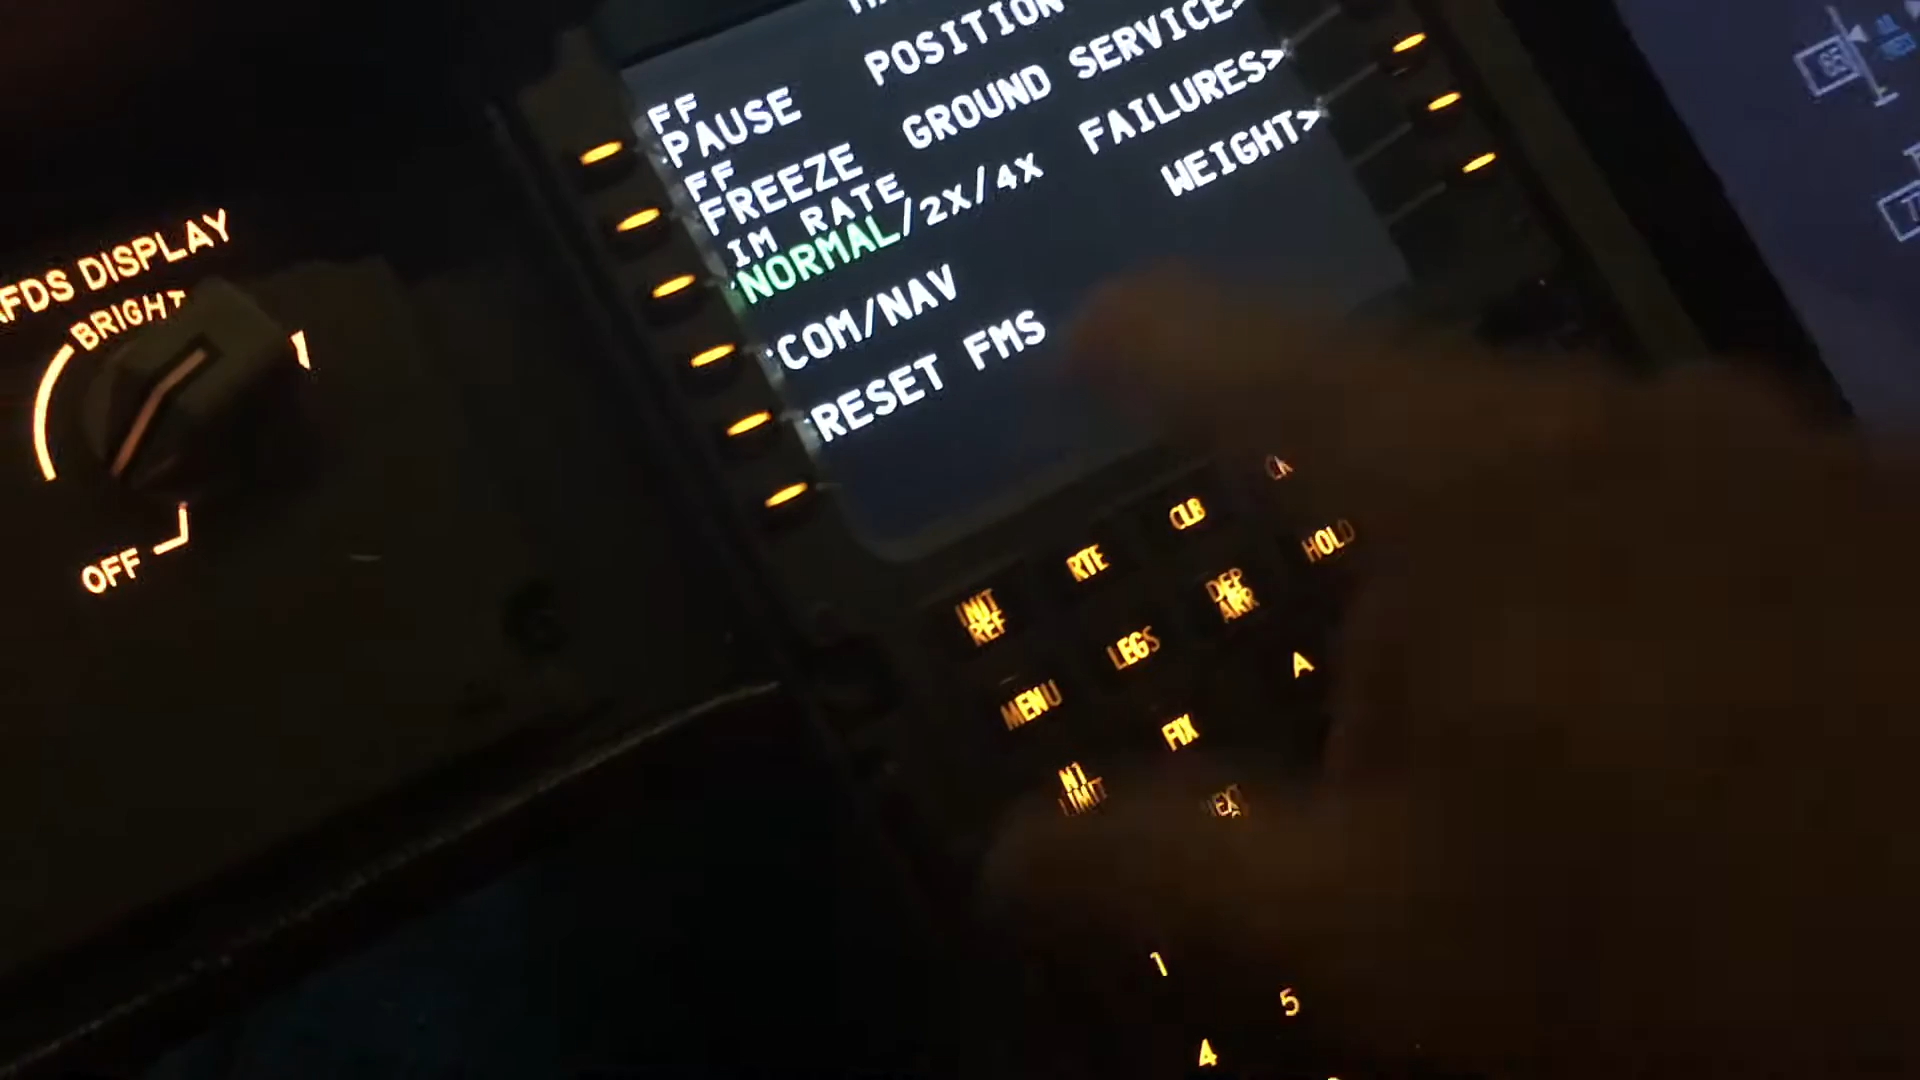 POSITION
FF
PAUSE
GROUND SERVICE>
FF
FREEZE
FAILURES>
IM RATE
NORMAL/2X/4X
WEIGHT>
COM/NAV
RESET FMS
FDS DISPLAY
BRIGHT
OFF
INIT
REF
RTE
CLB
MENU
LEGS
DEP
ARR
HOLD
N1
LIMIT
FIX
A
1
4
5